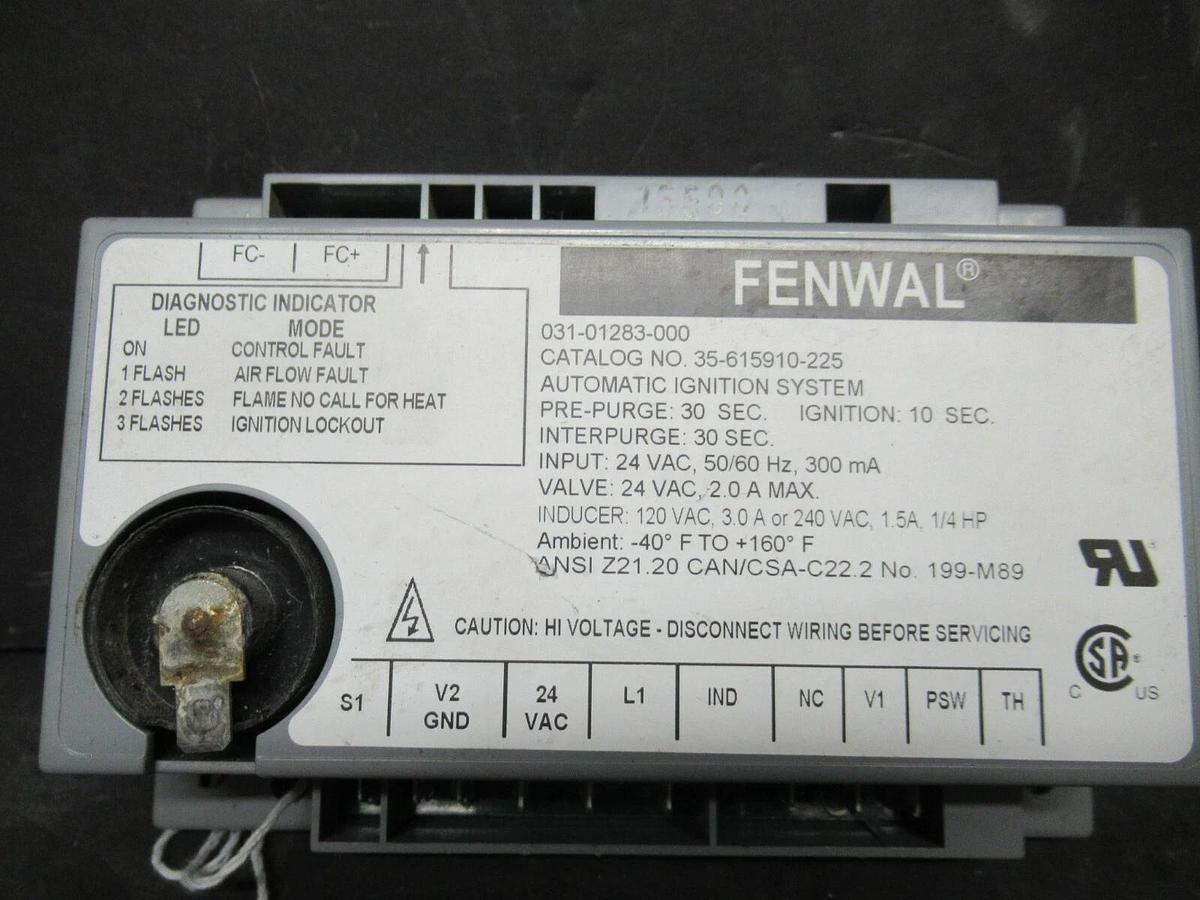 FC- FC+
DIAGNOSTIC INDICATOR
LED MODE
ON CONTROL FAULT
1 FLASH AIR FLOW FAULT
2 FLASHES FLAME NO CALL FOR HEAT
3 FLASHES IGNITION LOCKOUT
FENWAL®
031-01283-000
CATALOG NO. 35-615910-225
AUTOMATIC IGNITION SYSTEM
PRE-PURGE: 30 SEC. IGNITION: 10 SEC.
INTERPURGE: 30 SEC.
INPUT: 24 VAC, 50/60 Hz, 300 mA
VALVE: 24 VAC, 2.0 A MAX.
INDUCER: 120 VAC, 3.0 A or 240 VAC, 1.5A, 1/4 HP
Ambient: -40° F TO +160° F
ANSI Z21.20 CAN/CSA-C22.2 No. 199-M89
CAUTION: HI VOLTAGE - DISCONNECT WIRING BEFORE SERVICING
RU
C SA ® US
S1 V2 GND 24 VAC L1 IND NC V1 PSW TH